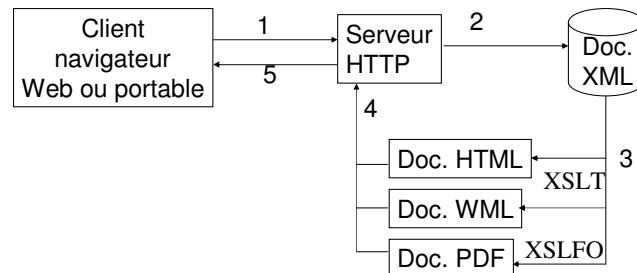 Client
navigateur
Web ou portable
1
5
Serveur
HTTP
2
Doc.
XML
4
3
Doc. HTML
XSLT
Doc. WML
XSLFO
Doc. PDF